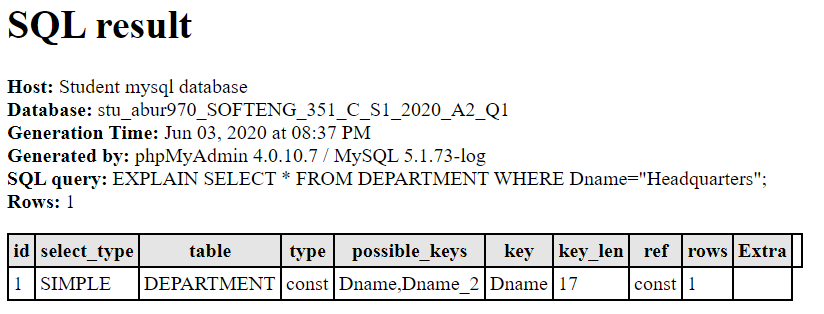 SQL result
Host: Student mysql database
Database: stu_abur970_SOFTENG_351_C_S1_2020_A2_Q1
Generation Time: Jun 03, 2020 at 08:37 PM
Generated by: phpMyAdmin 4.0.10.7 / MySQL 5.1.73-log
SQL query: EXPLAIN SELECT * FROM DEPARTMENT WHERE Dname="Headquarters";
Rows: 1
id select_type table type possible_keys key key_len ref rows Extra
1 SIMPLE DEPARTMENT const Dname,Dname_2 Dname 17 const 1